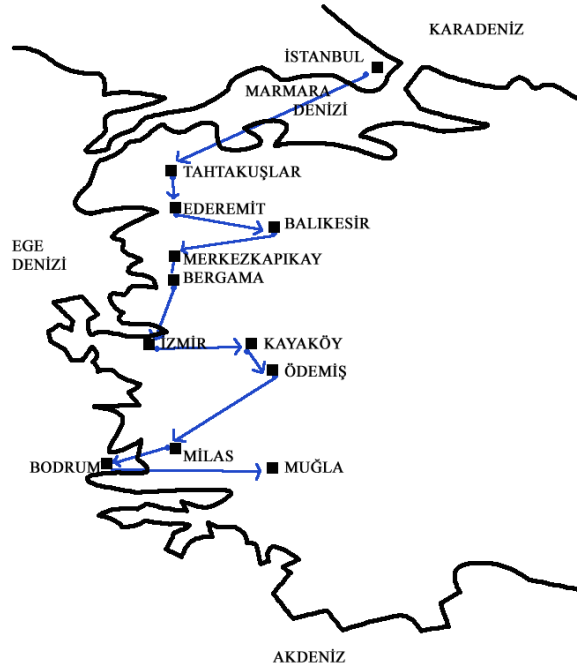 KARADENİZ
İSTANBUL
MARMARA
DENİZİ
TAHTAKUŞLAR
EDEREMİT
BALIKESİR
EGE
DENİZİ
MERKEZKAPIKAY
BERGAMA
İZMİR
KAYAKÖY
ÖDEMİŞ
MİLAS
BODRUM
MUĞLA
AKDENİZ